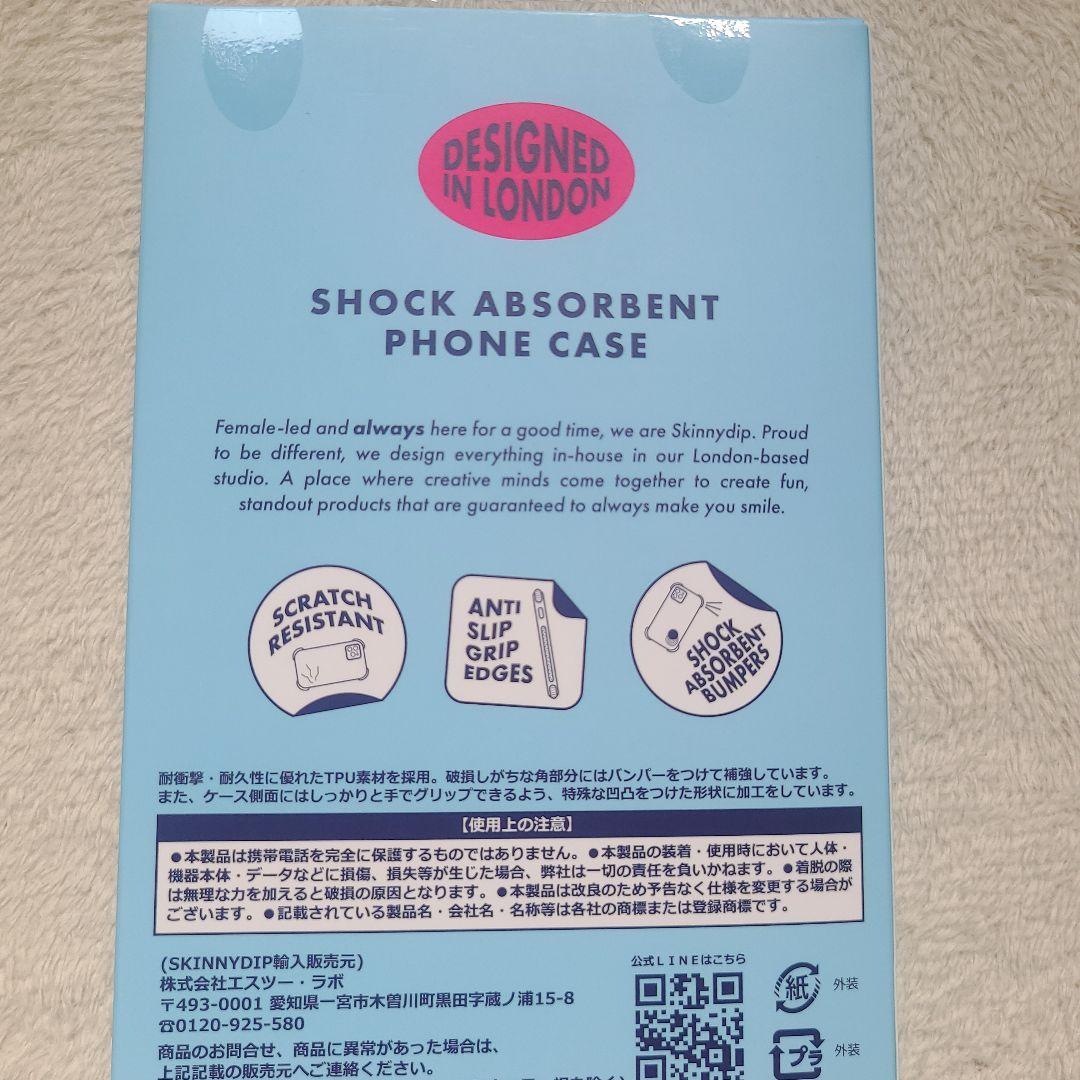 DESIGNED
IN LONDON
SHOCK ABSORBENT
PHONE CASE
Female-led and always here for a good time, we are Skinnydip. Proud
to be different, we design everything in-house in our London-based
studio. A place where creative minds come together to create fun,
standout products that are guaranteed to always make you smile.
SCRATCH
RESISTANT
ANTI
SLIP
GRIP
EDGES
SHOCK
ABSORBENT
BUMPERS
耐衝撃・耐久性に優れたTPU素材を採用。破損しがちな角部分にはバンパーをつけて補強しています。
また、ケース側面にはしっかりと手でグリップできるよう、特殊な凹凸をつけた形状に加工をしています。
【使用上の注意】
●本製品は携帯電話を完全に保護するものではありません。●本製品の装着・使用時において人体・
機器本体・データなどに損傷、損失等が生じた場合、弊社は一切の責任を負いかねます。●着脱の際
は無理な力を加えると破損の原因となります。●本製品は改良のため予告なく仕様を変更する場合が
ございます。●記載されている製品名・会社名・名称等は各社の商標または登録商標です。
(SKINNYDIP輸入販売元)
株式会社エスツー・ラボ
〒493-0001 愛知県一宮市木曽川町黒田字蔵ノ浦15-8
☎0120-925-580
商品のお問合せ、商品に異常があった場合は、
上記記載の販売元へご連絡ください。
公式LINEはこちら
紙 外装
プラ 外装